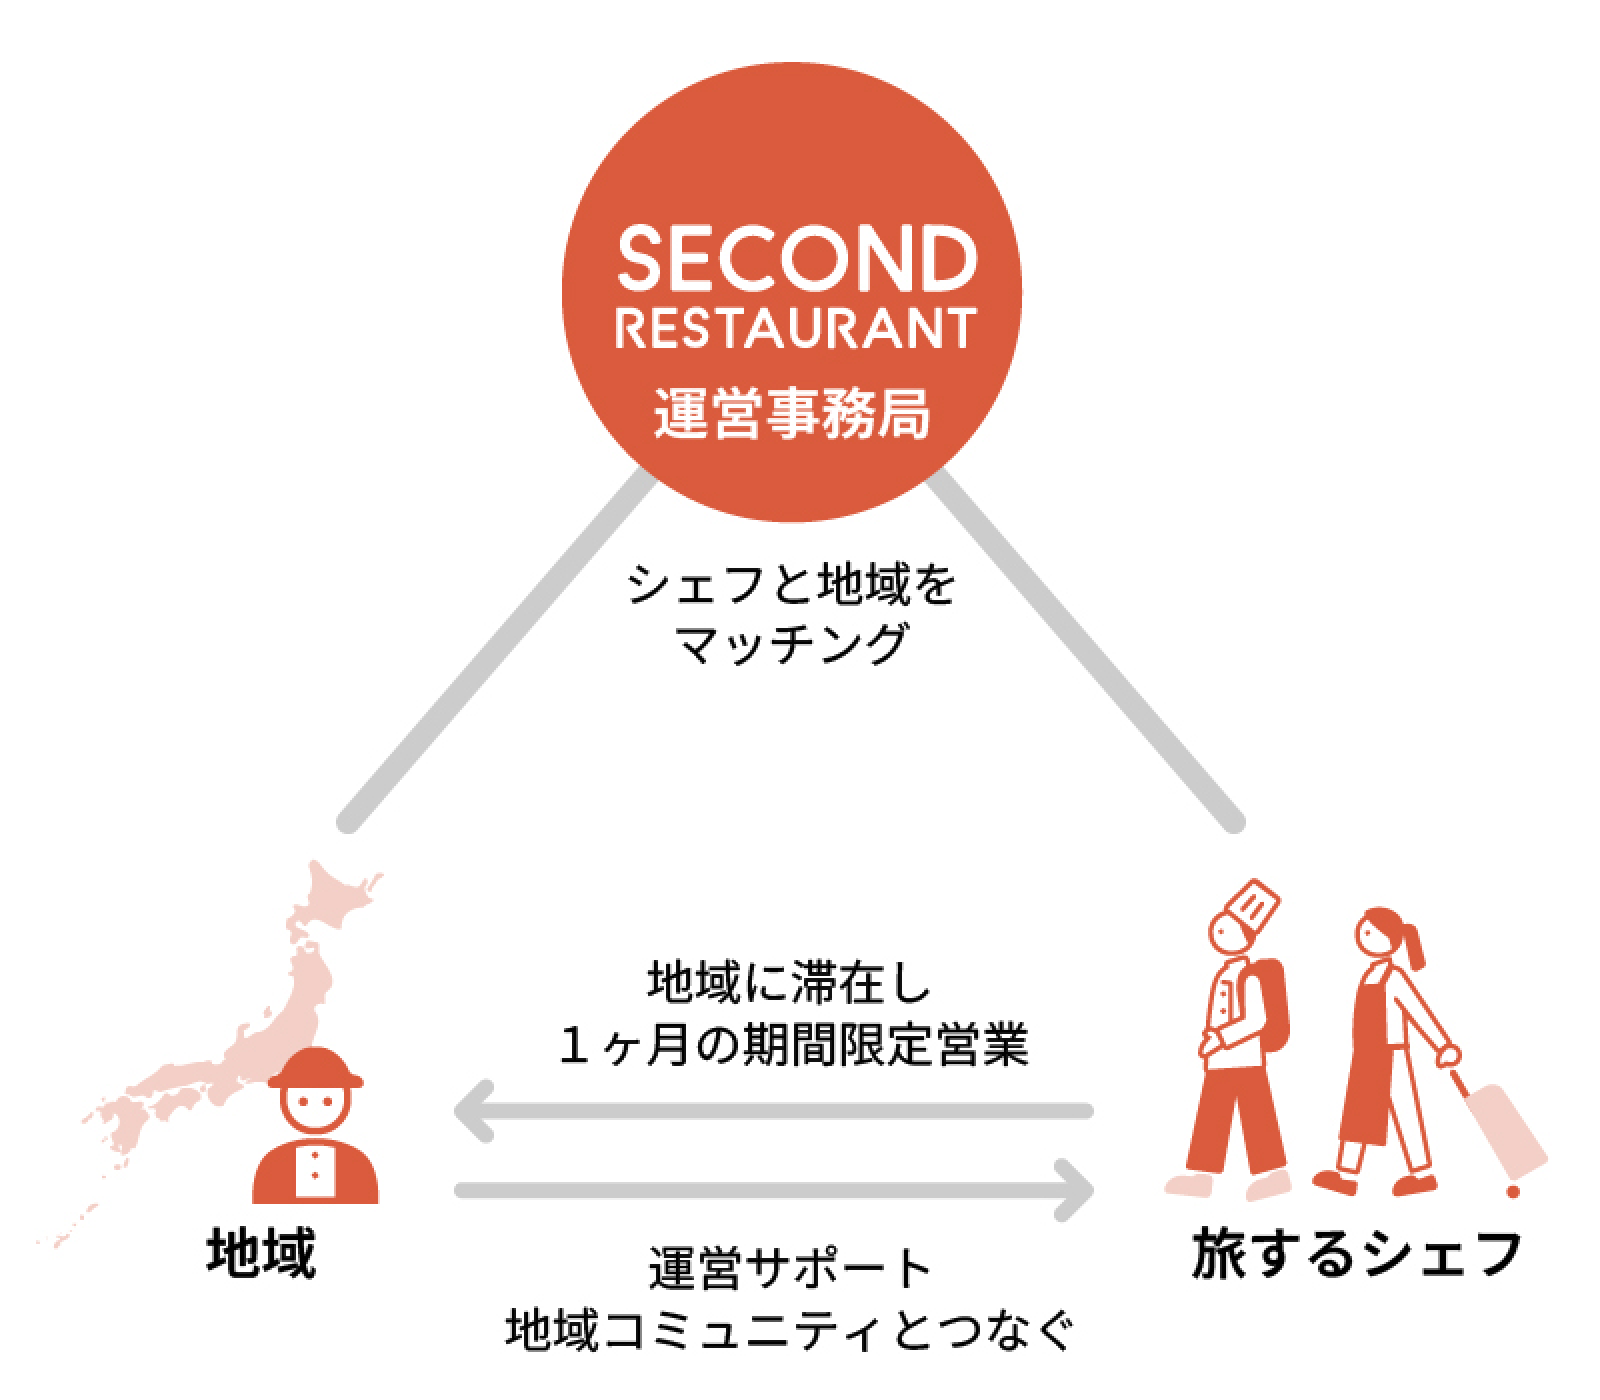 SECOND
RESTAURANT
運営事務局
シェフと地域を
マッチング
地域に滞在し
１ヶ月の期間限定営業
地域
旅するシェフ
運営サポート
地域コミュニティとつなぐ